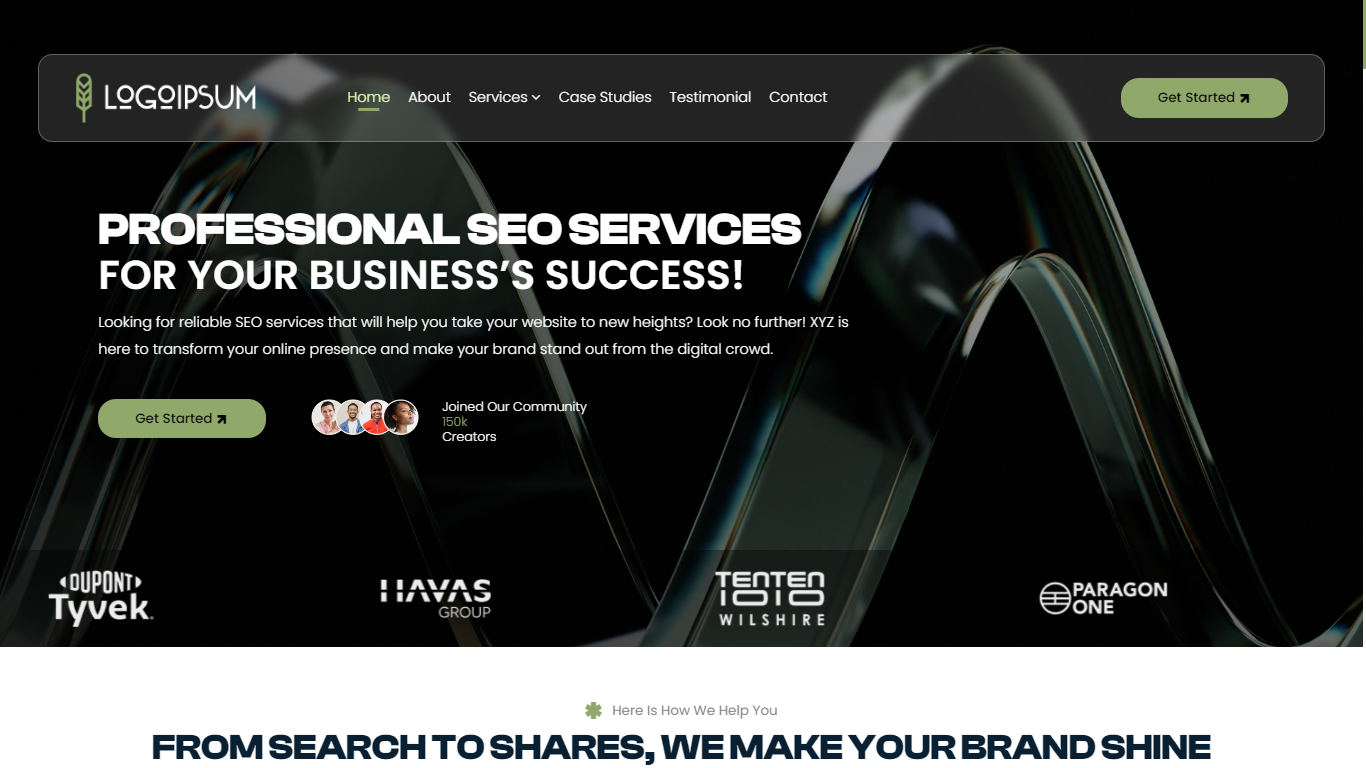 LOGOIPSUM
Home About Services Case Studies Testimonial Contact
Get Started
PROFESSIONAL SEO SERVICES
FOR YOUR BUSINESS’S SUCCESS!
Looking for reliable SEO services that will help you take your website to new heights? Look no further! XYZ is
here to transform your online presence and make your brand stand out from the digital crowd.
Get Started
Joined Our Community
150k
Creators
DUPONT
Tyvek.
HAVAS
GROUP
TENTEN
1010
WILSHIRE
PARAGON
ONE
Here Is How We Help You
FROM SEARCH TO SHARES, WE MAKE YOUR BRAND SHINE